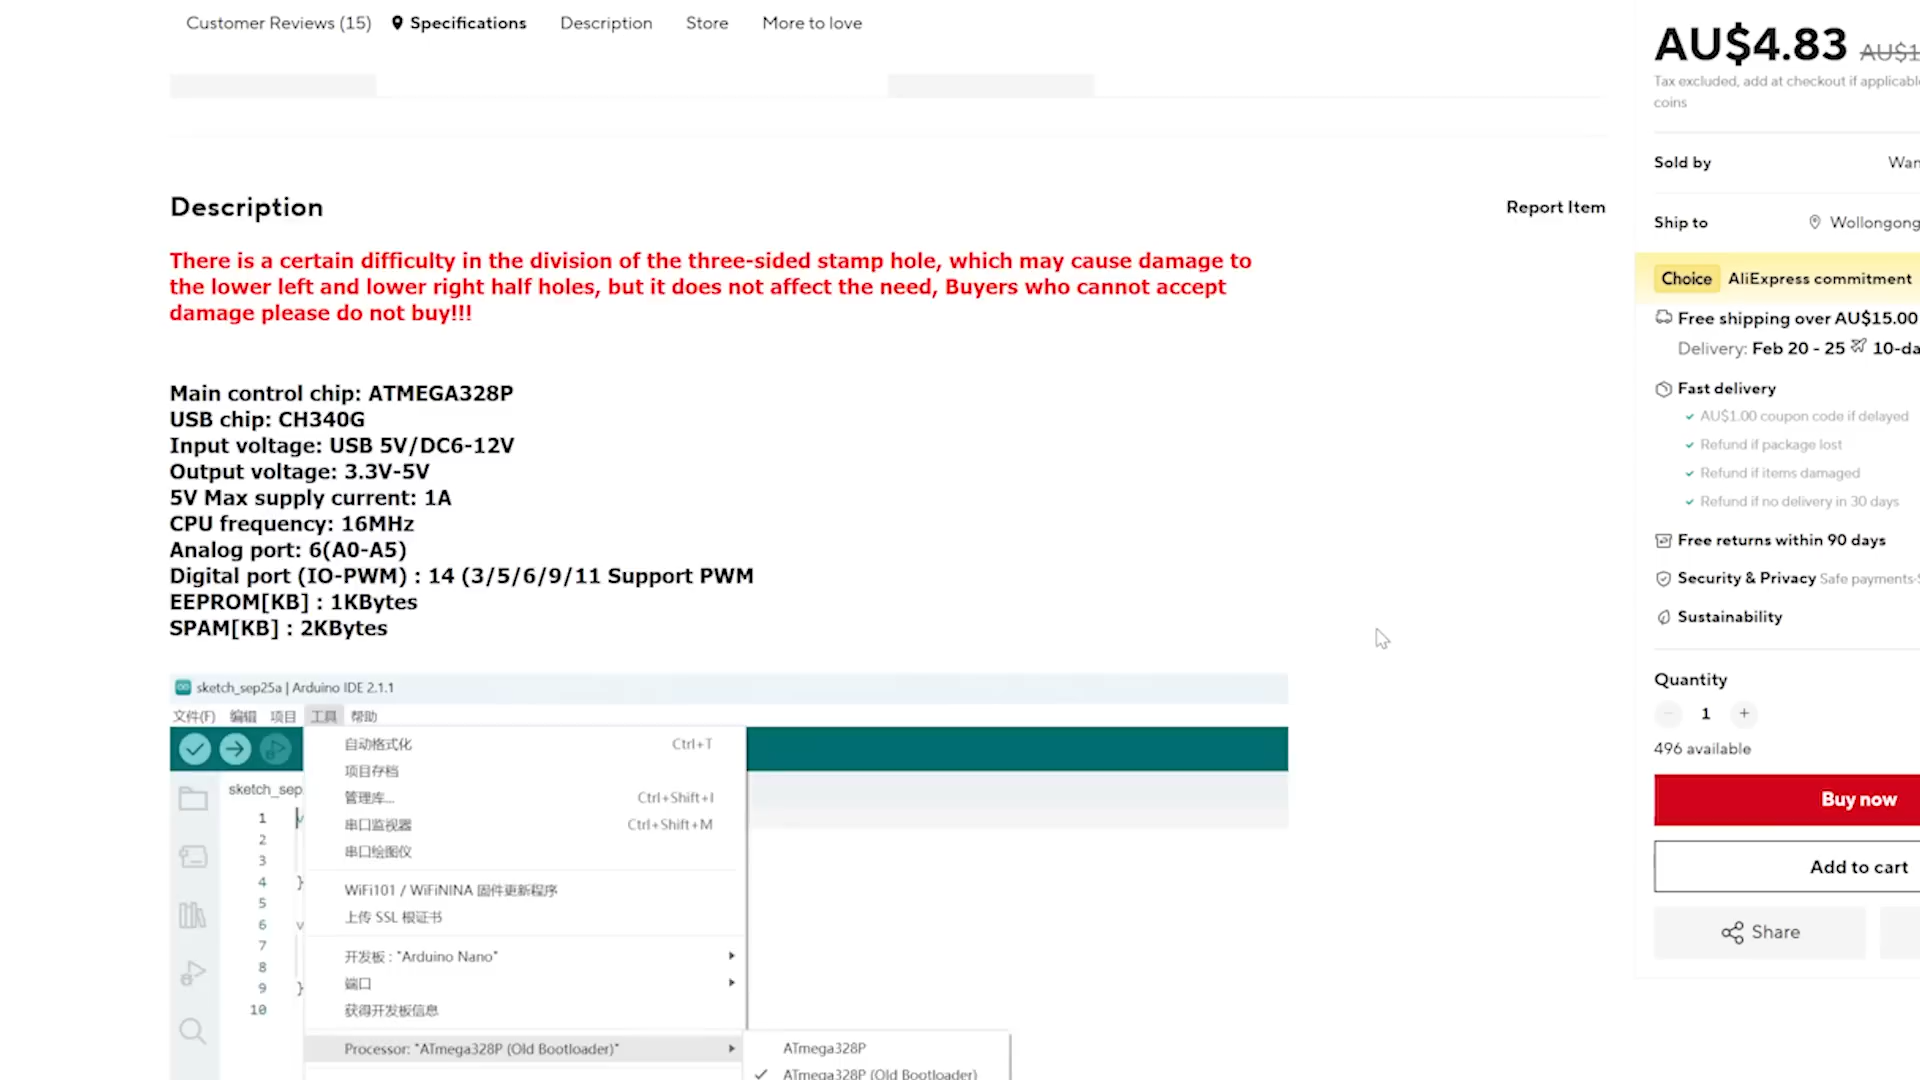 Customer Reviews (15) Specifications Description Store More to love
Description
Report Item
There is a certain difficulty in the division of the three-sided stamp hole, which may cause damage to
the lower left and lower right half holes, but it does not affect the need, Buyers who cannot accept
damage please do not buy!!!
Main control chip: ATMEGA328P
USB chip: CH340G
Input voltage: USB 5V/DC6-12V
Output voltage: 3.3V-5V
5V Max supply current: 1A
CPU frequency: 16MHz
Analog port: 6(A0-A5)
Digital port (IO-PWM) : 14 (3/5/6/9/11 Support PWM
EEPROM[KB] : 1KBytes
SPAM[KB] : 2KBytes
sketch_sep25a | Arduino IDE 2.1.1
文件(F) 编辑 项目 工具 帮助
自动格式化 Ctrl+T
项目存档
管理库... Ctrl+Shift+I
串口监视器 Ctrl+Shift+M
串口绘图仪
WiFi101 / WiFiNINA 固件更新程序
上传 SSL 根证书
开发板 : "Arduino Nano"
端口
获得开发板信息
Processor: "ATmega328P (Old Bootloader)"
ATmega328P
ATmega328P (Old Bootloader)
sketch_sep
1
2
3
4 }
5
6 v
7
8
9 }
10
AU$4.83 AU$1
Tax excluded, add at checkout if applicable
coins
Sold by
Ship to Wollongong
Choice AliExpress commitment
Free shipping over AU$15.00
Delivery: Feb 20 - 25 10-da
Fast delivery
AU$1.00 coupon code if delayed
Refund if package lost
Refund if items damaged
Refund if no delivery in 30 days
Free returns within 90 days
Security & Privacy Safe payments·
Sustainability
Quantity
− 1 +
496 available
Buy now
Add to cart
Share